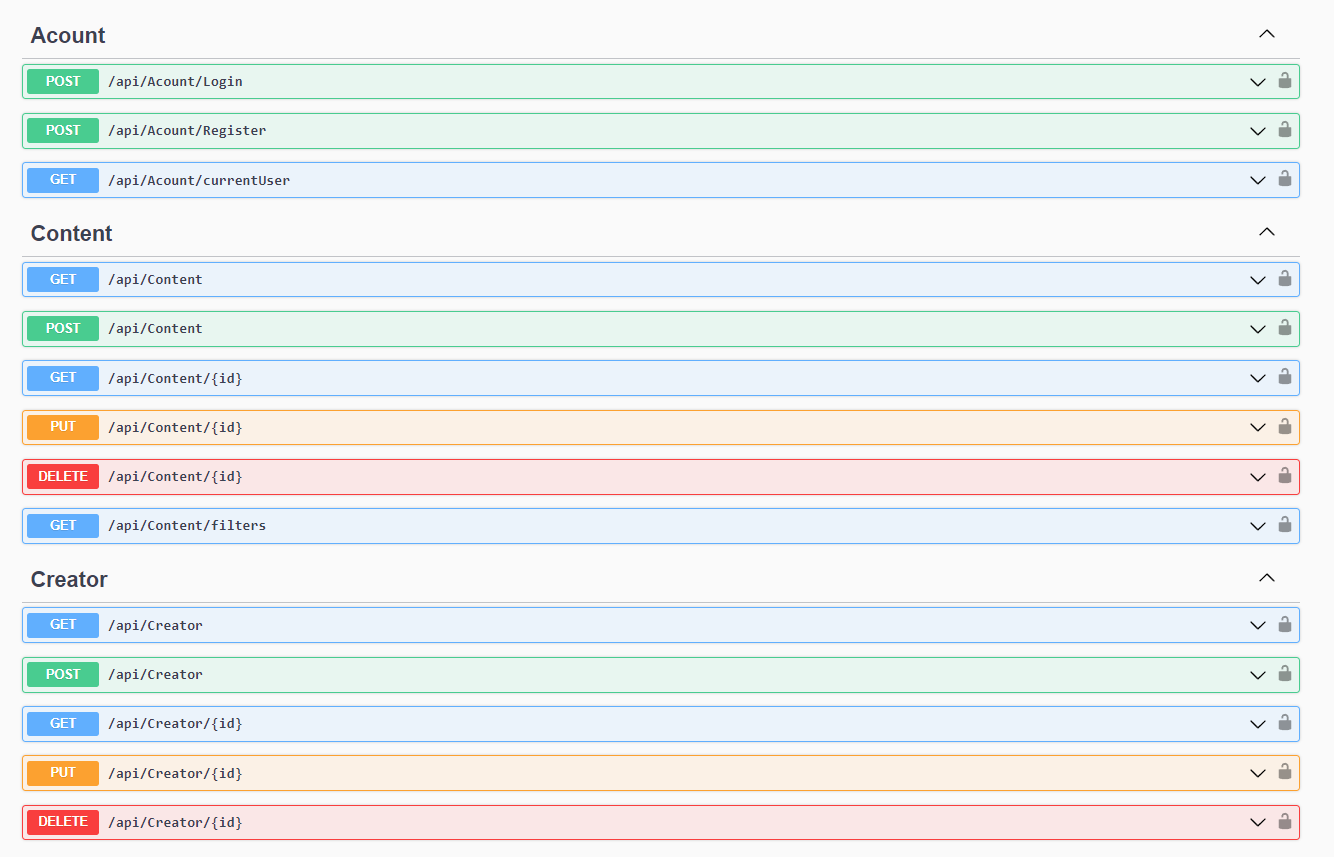 Acount
POST /api/Acount/Login
POST /api/Acount/Register
GET /api/Acount/currentUser
Content
GET /api/Content
POST /api/Content
GET /api/Content/{id}
PUT /api/Content/{id}
DELETE /api/Content/{id}
GET /api/Content/filters
Creator
GET /api/Creator
POST /api/Creator
GET /api/Creator/{id}
PUT /api/Creator/{id}
DELETE /api/Creator/{id}